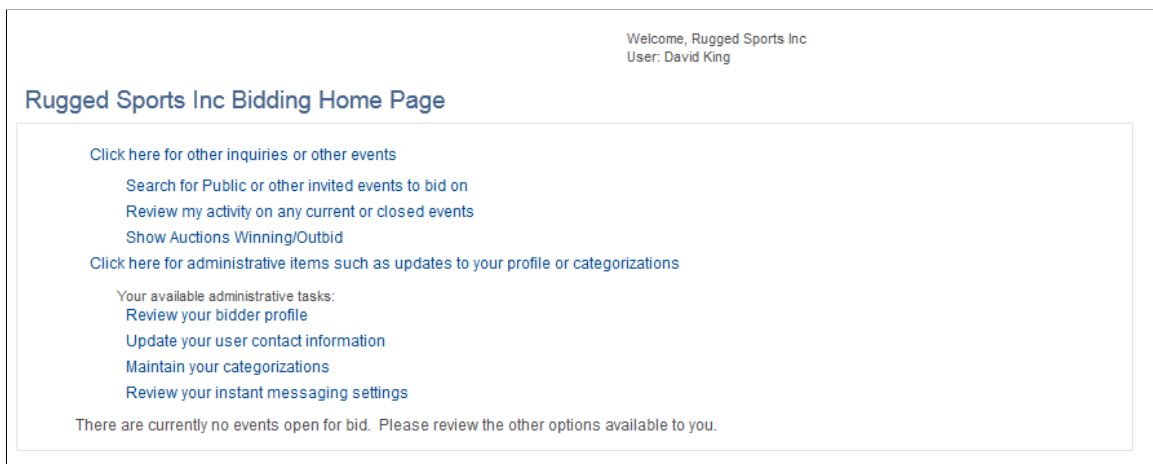 Welcome, Rugged Sports Inc
User: David King
Rugged Sports Inc Bidding Home Page
Click here for other inquiries or other events
Search for Public or other invited events to bid on
Review my activity on any current or closed events
Show Auctions Winning/Outbid
Click here for administrative items such as updates to your profile or categorizations
Your available administrative tasks:
Review your bidder profile
Update your user contact information
Maintain your categorizations
Review your instant messaging settings
There are currently no events open for bid.  Please review the other options available to you.